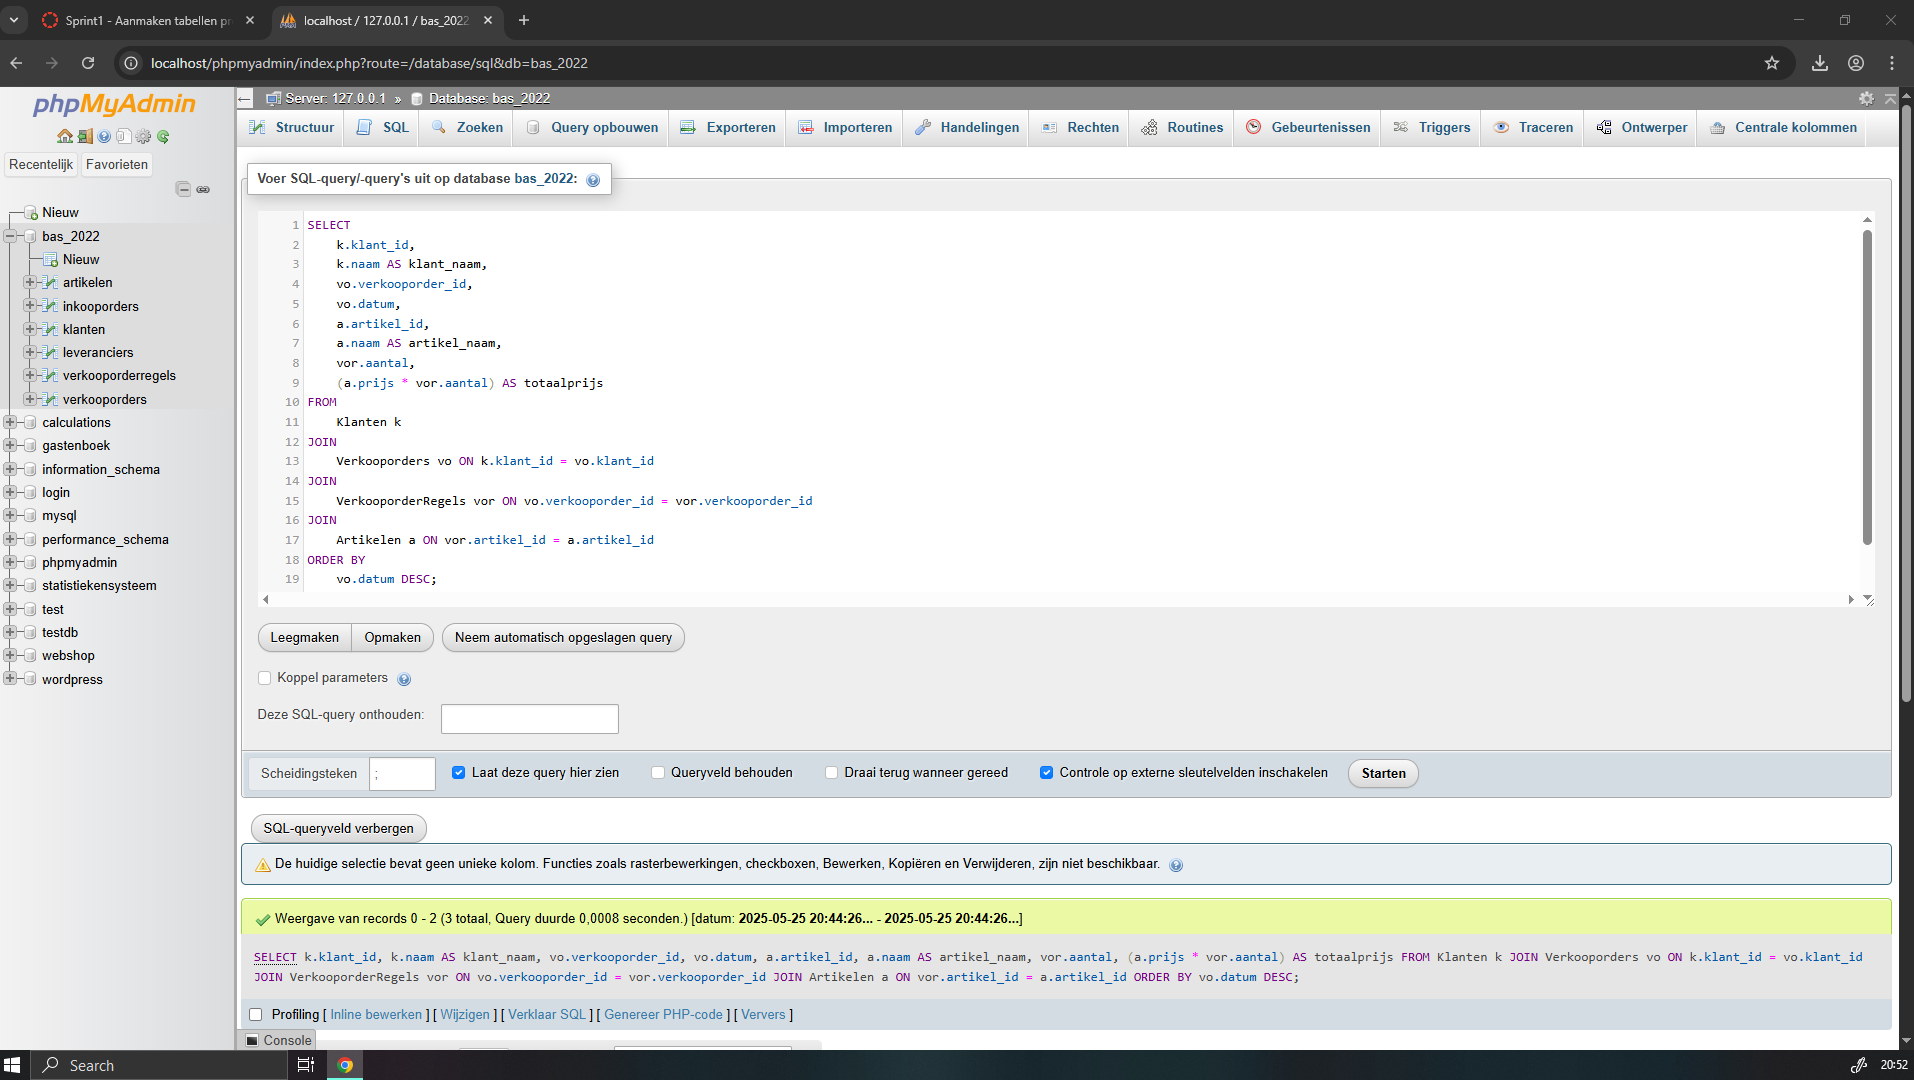 Sprint1 - Aanmaken tabellen pr
localhost / 127.0.0.1 / bas_2022
localhost/phpmyadmin/index.php?route=/database/sql&db=bas_2022
phpMyAdmin
Recentelijk
Favorieten
Nieuw
bas_2022
Nieuw
artikelen
inkooporders
klanten
leveranciers
verkooporderregels
verkooporders
calculations
gastenboek
information_schema
login
mysql
performance_schema
phpmyadmin
statistiekensysteem
test
testdb
webshop
wordpress
Server: 127.0.0.1 » Database: bas_2022
Structuur
SQL
Zoeken
Query opbouwen
Exporteren
Importeren
Handelingen
Rechten
Routines
Gebeurtenissen
Triggers
Traceren
Ontwerper
Centrale kolommen
Voer SQL-query/-query's uit op database bas_2022:
1 SELECT
2 k.klant_id,
3 k.naam AS klant_naam,
4 vo.verkooporder_id,
5 vo.datum,
6 a.artikel_id,
7 a.naam AS artikel_naam,
8 vor.aantal,
9 (a.prijs * vor.aantal) AS totaalprijs
10 FROM
11 Klanten k
12 JOIN
13 Verkooporders vo ON k.klant_id = vo.klant_id
14 JOIN
15 VerkooporderRegels vor ON vo.verkooporder_id = vor.verkooporder_id
16 JOIN
17 Artikelen a ON vor.artikel_id = a.artikel_id
18 ORDER BY
19 vo.datum DESC;
Leegmaken
Opmaken
Neem automatisch opgeslagen query
Koppel parameters
Deze SQL-query onthouden:
Scheidingsteken ;
Laat deze query hier zien
Queryveld behouden
Draai terug wanneer gereed
Controle op externe sleutelvelden inschakelen
Starten
SQL-queryveld verbergen
De huidige selectie bevat geen unieke kolom. Functies zoals rasterbewerkingen, checkboxen, Bewerken, Kopiëren en Verwijderen, zijn niet beschikbaar.
Weergave van records 0 - 2 (3 totaal, Query duurde 0,0008 seconden.) [datum: 2025-05-25 20:44:26... - 2025-05-25 20:44:26...]
SELECT k.klant_id, k.naam AS klant_naam, vo.verkooporder_id, vo.datum, a.artikel_id, a.naam AS artikel_naam, vor.aantal, (a.prijs * vor.aantal) AS totaalprijs FROM Klanten k JOIN Verkooporders vo ON k.klant_id = vo.klant_id
JOIN VerkooporderRegels vor ON vo.verkooporder_id = vor.verkooporder_id JOIN Artikelen a ON vor.artikel_id = a.artikel_id ORDER BY vo.datum DESC;
Profiling [ Inline bewerken ] [ Wijzigen ] [ Verklaar SQL ] [ Genereer PHP-code ] [ Ververs ]
Console
Search
20:52